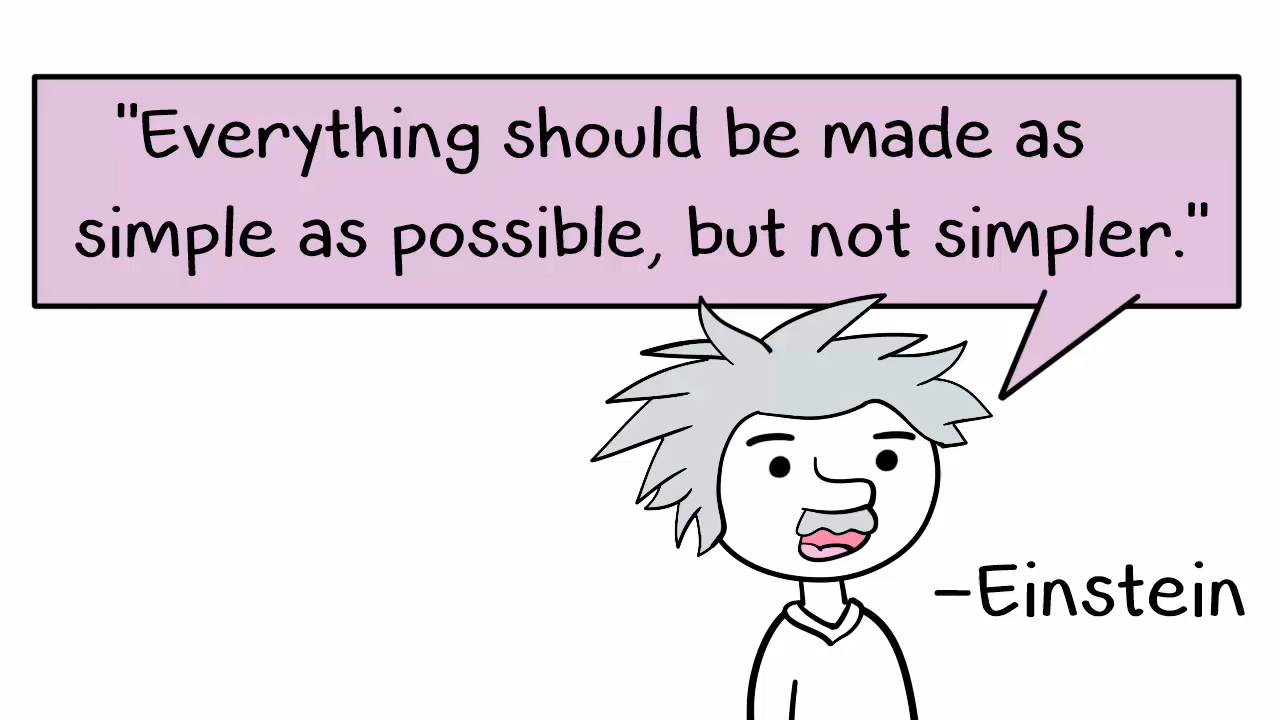 "Everything should be made as
simple as possible, but not simpler."
–Einstein